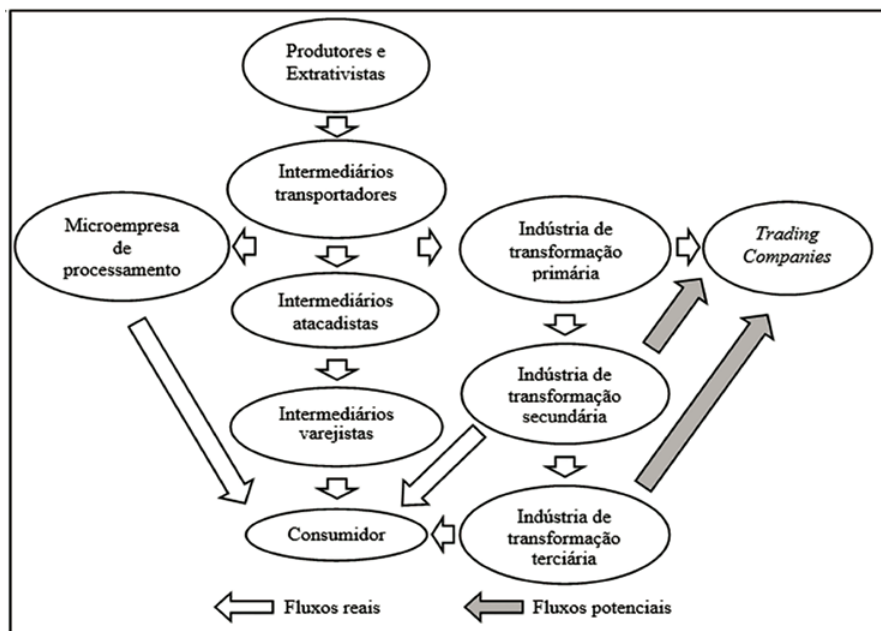 Produtores e
Extrativistas
Intermediários
transportadores
Microempresa
de
processamento
Indústria de
transformação
primária
Trading
Companies
Intermediários
atacadistas
Indústria de
transformação
secundária
Intermediários
varejistas
Consumidor
Indústria de
transformação
terciária
Fluxos reais
Fluxos potenciais